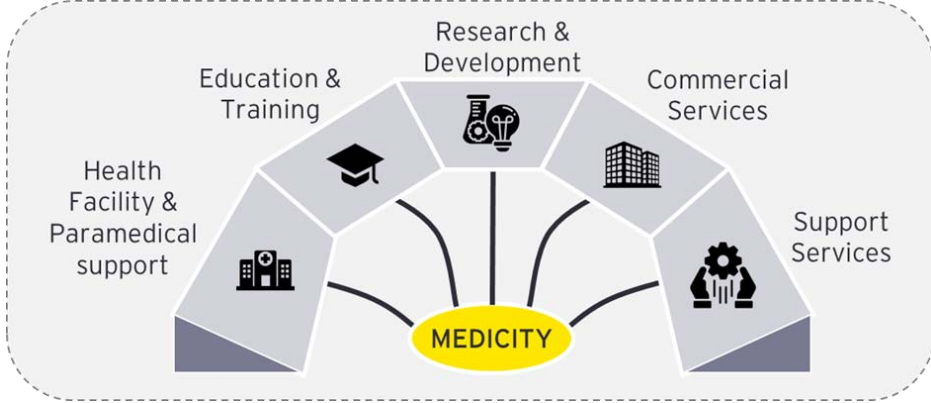 Research &
Development
Education &
Training
Commercial
Services
Health
Facility &
Paramedical
support
Support
Services
MEDICITY